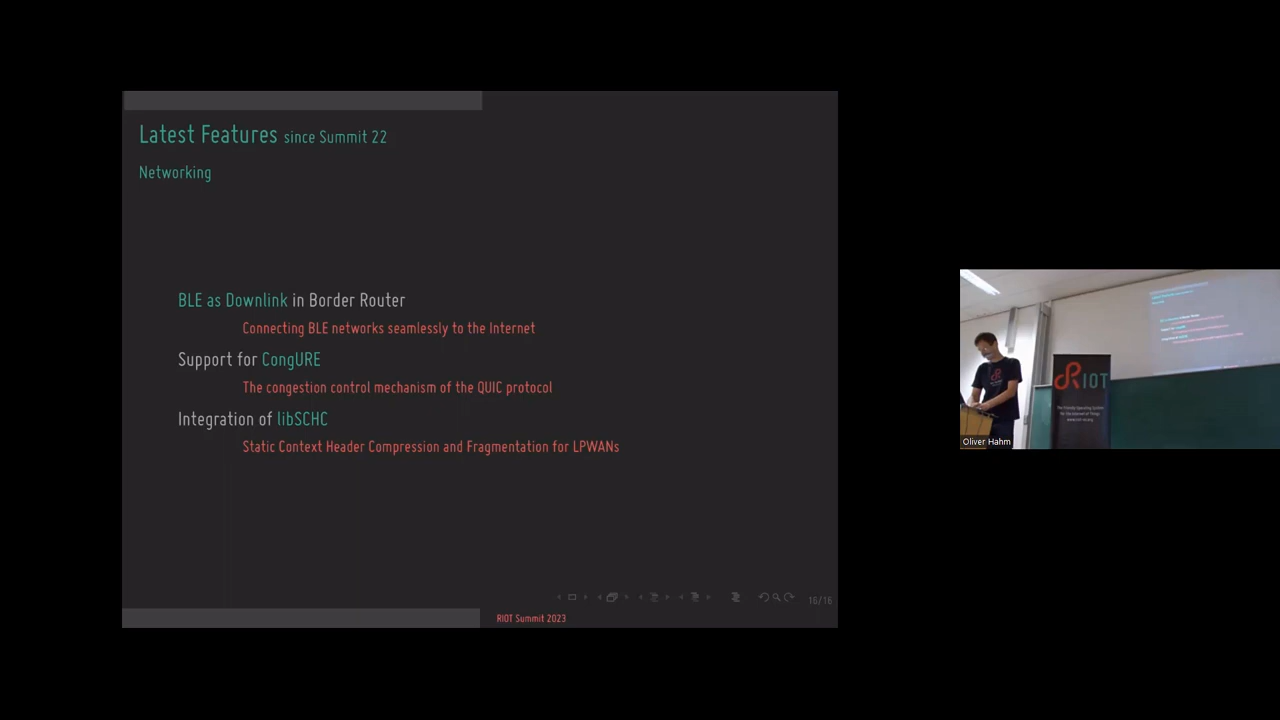 Latest Features since Summit 22
Networking
BLE as Downlink in Border Router
Connecting BLE networks seamlessly to the Internet
Support for CongURE
The congestion control mechanism of the QUIC protocol
Integration of libSCHC
Static Context Header Compression and Fragmentation for LPWANs
16/16
RIOT Summit 2023
RIOT
Oliver Hahm